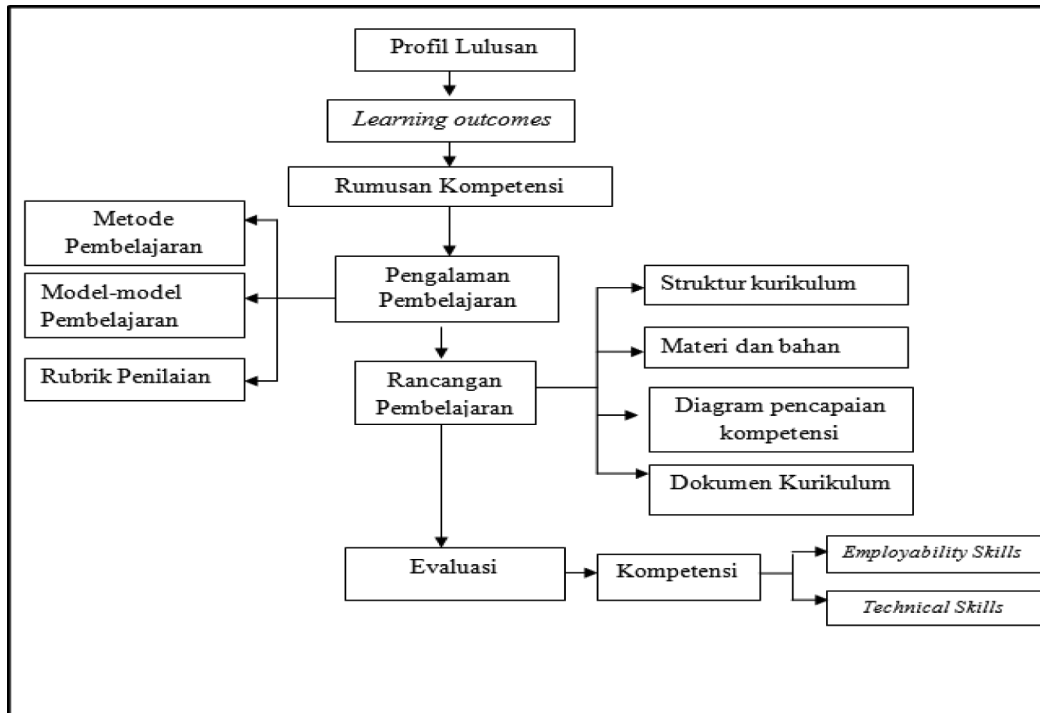 Profil Lulusan
Learning outcomes
Rumusan Kompetensi
Metode
Pembelajaran
Pengalaman
Pembelajaran
Model-model
Pembelajaran
Rubrik Penilaian
Rancangan
Pembelajaran
Struktur kurikulum
Materi dan bahan
Diagram pencapaian
kompetensi
Dokumen Kurikulum
Evaluasi
Kompetensi
Employability Skills
Technical Skills